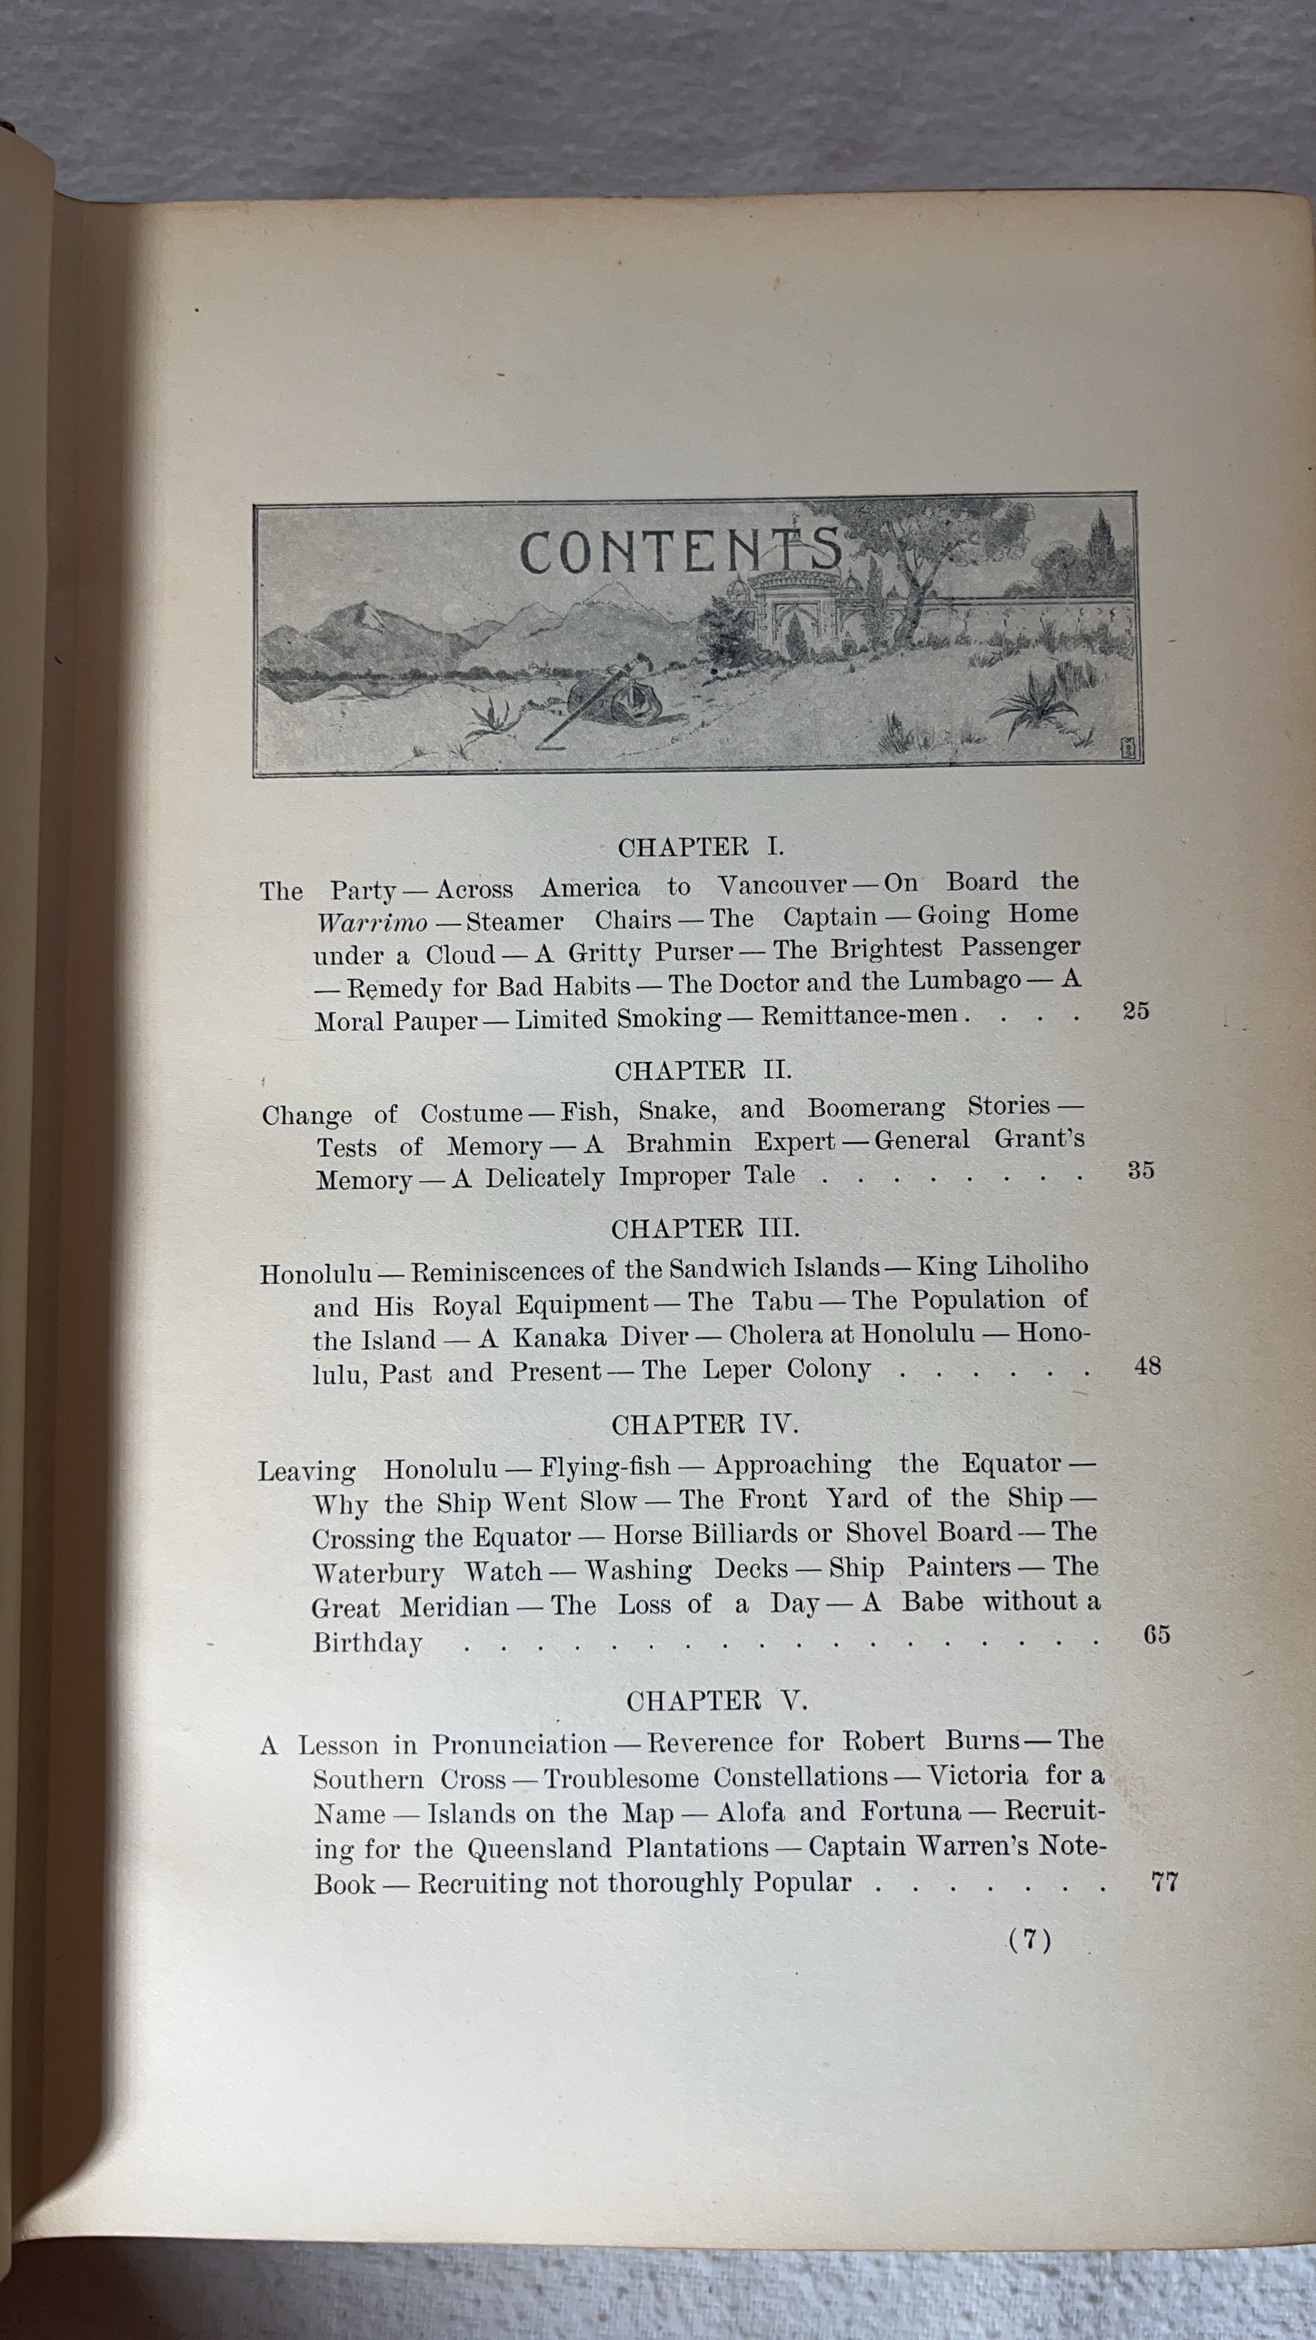 CONTENTS
CHAPTER I.
The Party — Across America to Vancouver — On Board the
Warrimo — Steamer Chairs — The Captain — Going Home
under a Cloud — A Gritty Purser — The Brightest Passenger
— Remedy for Bad Habits — The Doctor and the Lumbago — A
Moral Pauper — Limited Smoking — Remittance-men . . . . 25
CHAPTER II.
Change of Costume — Fish, Snake, and Boomerang Stories —
Tests of Memory — A Brahmin Expert — General Grant's
Memory — A Delicately Improper Tale . . . . . . . . 35
CHAPTER III.
Honolulu — Reminiscences of the Sandwich Islands — King Liholiho
and His Royal Equipment — The Tabu — The Population of
the Island — A Kanaka Diver — Cholera at Honolulu — Hono-
lulu, Past and Present — The Leper Colony . . . . . . 48
CHAPTER IV.
Leaving Honolulu — Flying-fish — Approaching the Equator —
Why the Ship Went Slow — The Front Yard of the Ship —
Crossing the Equator — Horse Billiards or Shovel Board — The
Waterbury Watch — Washing Decks — Ship Painters — The
Great Meridian — The Loss of a Day — A Babe without a
Birthday . . . . . . . . . . . . . . . . . . 65
CHAPTER V.
A Lesson in Pronunciation — Reverence for Robert Burns — The
Southern Cross — Troublesome Constellations — Victoria for a
Name — Islands on the Map — Alofa and Fortuna — Recruit-
ing for the Queensland Plantations — Captain Warren's Note-
Book — Recruiting not thoroughly Popular . . . . . . . 77
(7)